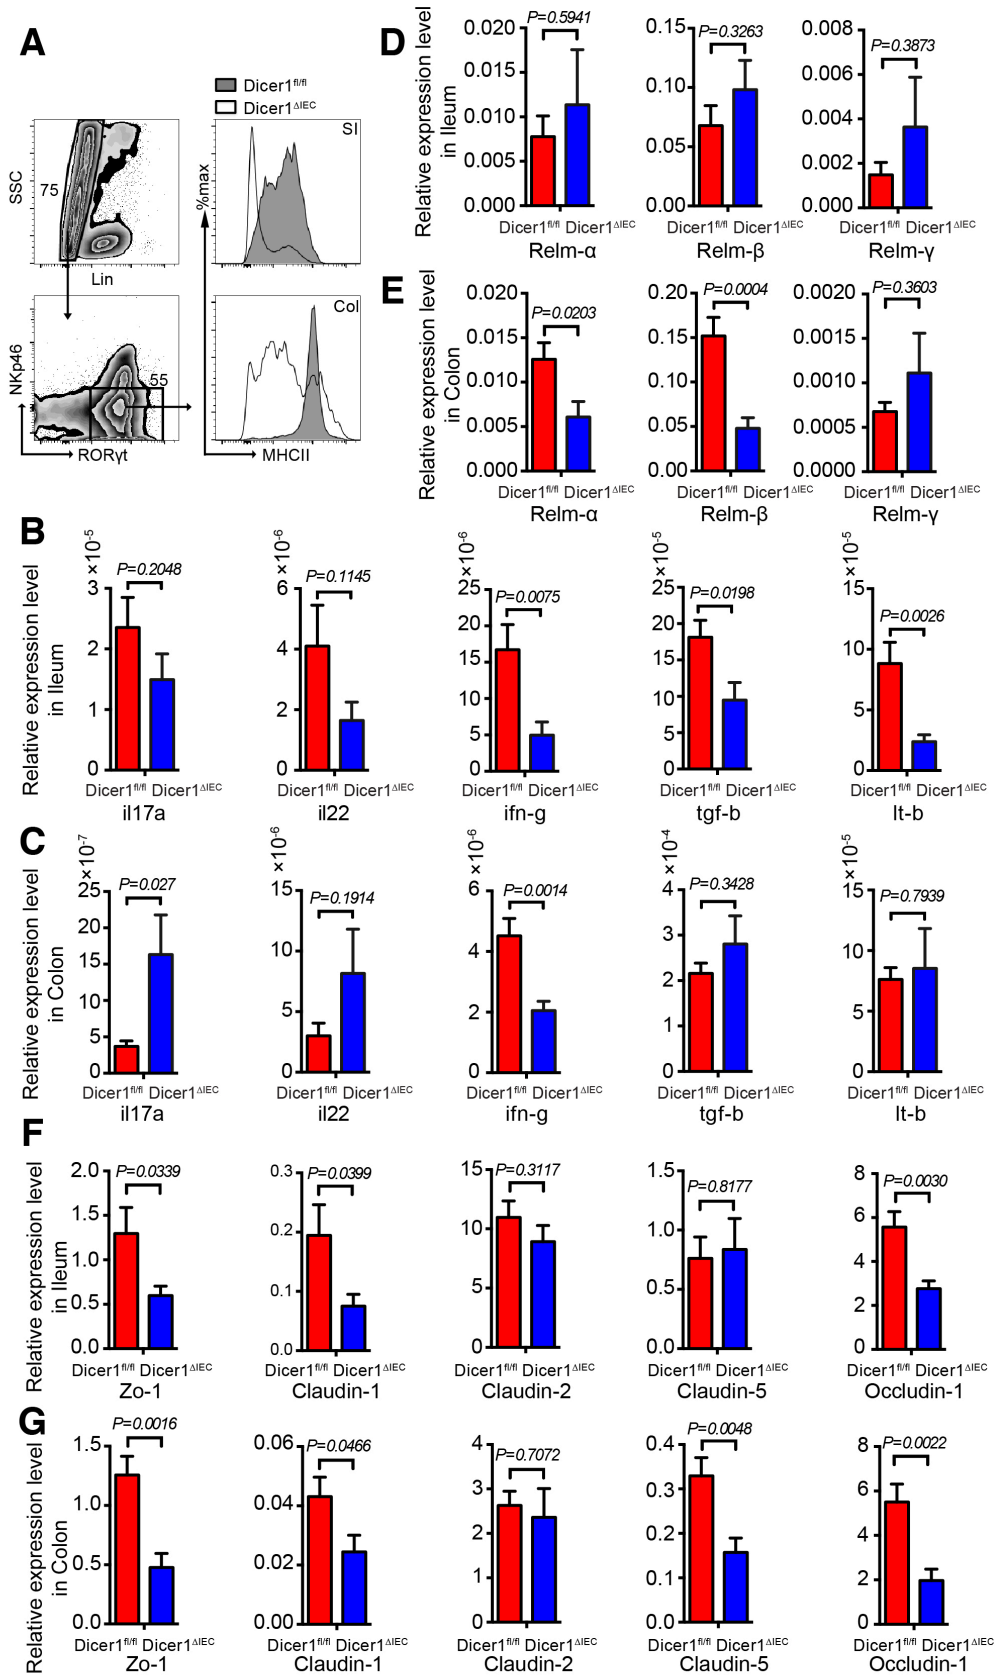 A
Dicer1fl/fl
Dicer1ΔIEC
SSC
75
Lin
%max
SI
NKp46
55
RORγt
Col
MHCII
D
Relative expression level
in Ileum
P=0.5941
0.020
0.015
0.010
0.005
0.000
Dicer1fl/fl Dicer1ΔIEC
Relm-α
P=0.3263
0.15
0.10
0.05
0.00
Dicer1fl/fl Dicer1ΔIEC
Relm-β
P=0.3873
0.008
0.006
0.004
0.002
0.000
Dicer1fl/fl Dicer1ΔIEC
Relm-γ
E
Relative expression level
in Colon
P=0.0203
0.020
0.015
0.010
0.005
0.000
Dicer1fl/fl Dicer1ΔIEC
Relm-α
P=0.0004
0.20
0.15
0.10
0.05
0.00
Dicer1fl/fl Dicer1ΔIEC
Relm-β
P=0.3603
0.0020
0.0015
0.0010
0.0005
0.0000
Dicer1fl/fl Dicer1ΔIEC
Relm-γ
B
Relative expression level
in Ileum
×10-5
P=0.2048
3
2
1
0
Dicer1fl/fl Dicer1ΔIEC
il17a
×10-6
P=0.1145
6
4
2
0
Dicer1fl/fl Dicer1ΔIEC
il22
×10-6
P=0.0075
25
20
15
10
5
0
Dicer1fl/fl Dicer1ΔIEC
ifn-g
×10-5
P=0.0198
25
20
15
10
5
0
Dicer1fl/fl Dicer1ΔIEC
tgf-b
×10-5
P=0.0026
15
10
5
0
Dicer1fl/fl Dicer1ΔIEC
lt-b
C
Relative expression level
in Colon
×10-7
P=0.027
25
20
15
10
5
0
Dicer1fl/fl Dicer1ΔIEC
il17a
×10-6
P=0.1914
15
10
5
0
Dicer1fl/fl Dicer1ΔIEC
il22
×10-6
P=0.0014
6
4
2
0
Dicer1fl/fl Dicer1ΔIEC
ifn-g
×10-4
P=0.3428
4
3
2
1
0
Dicer1fl/fl Dicer1ΔIEC
tgf-b
×10-5
P=0.7939
15
10
5
0
Dicer1fl/fl Dicer1ΔIEC
lt-b
F
Relative expression level
in Ileum
P=0.0339
2.0
1.5
1.0
0.5
0.0
Dicer1fl/fl Dicer1ΔIEC
Zo-1
P=0.0399
0.3
0.2
0.1
0.0
Dicer1fl/fl Dicer1ΔIEC
Claudin-1
P=0.3117
15
10
5
0
Dicer1fl/fl Dicer1ΔIEC
Claudin-2
P=0.8177
1.5
1.0
0.5
0.0
Dicer1fl/fl Dicer1ΔIEC
Claudin-5
P=0.0030
8
6
4
2
0
Dicer1fl/fl Dicer1ΔIEC
Occludin-1
G
Relative expression level
in Colon
P=0.0016
1.5
1.0
0.5
0.0
Dicer1fl/fl Dicer1ΔIEC
Zo-1
P=0.0466
0.06
0.04
0.02
0.00
Dicer1fl/fl Dicer1ΔIEC
Claudin-1
P=0.7072
4
3
2
1
0
Dicer1fl/fl Dicer1ΔIEC
Claudin-2
P=0.0048
0.4
0.3
0.2
0.1
0.0
Dicer1fl/fl Dicer1ΔIEC
Claudin-5
P=0.0022
8
6
4
2
0
Dicer1fl/fl Dicer1ΔIEC
Occludin-1